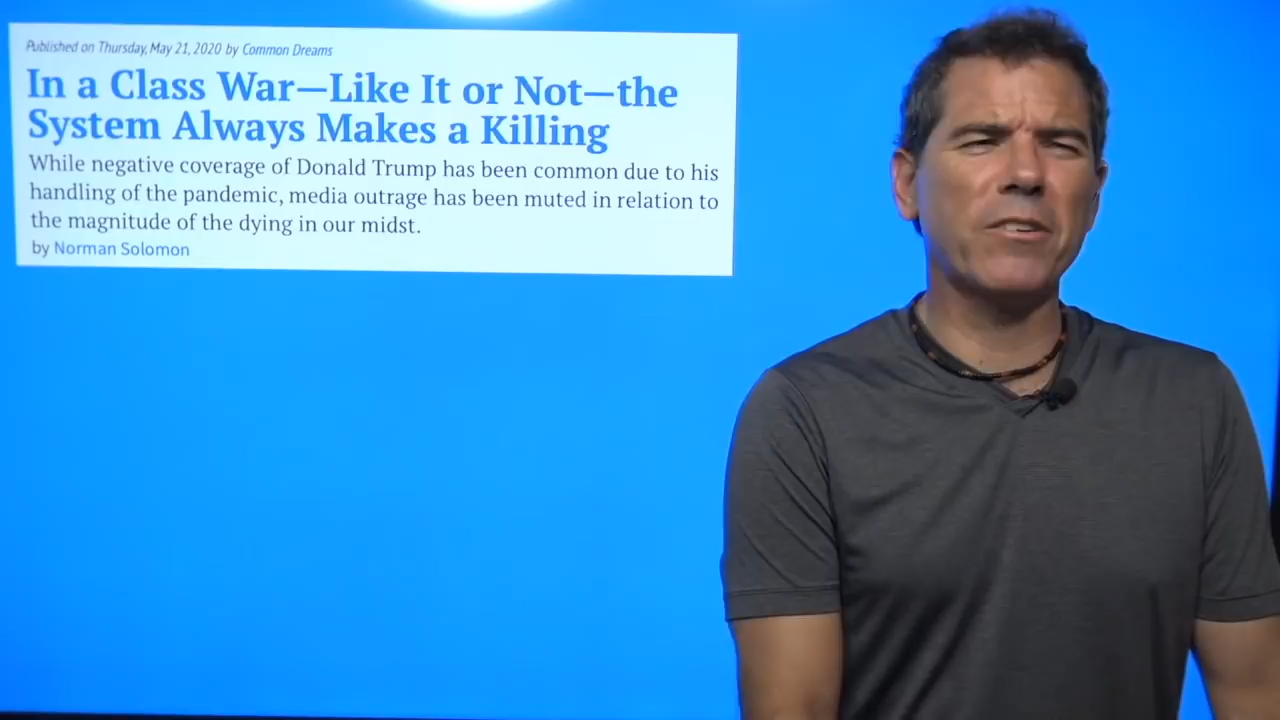 Published on Thursday, May 21, 2020 by Common Dreams
In a Class War—Like It or Not—the
System Always Makes a Killing
While negative coverage of Donald Trump has been common due to his
handling of the pandemic, media outrage has been muted in relation to
the magnitude of the dying in our midst.
by Norman Solomon